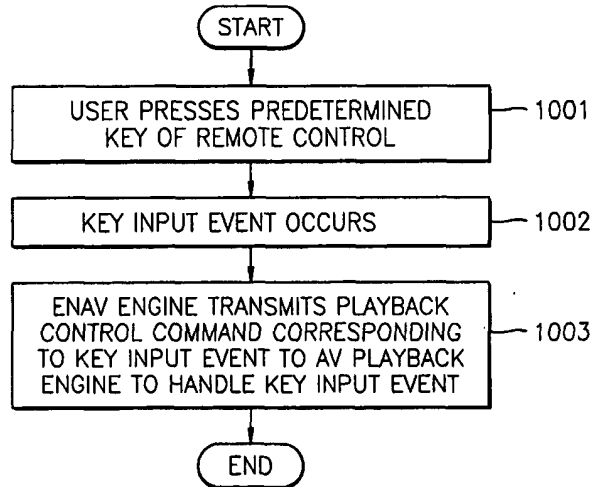 START
USER PRESSES PREDETERMINED
KEY OF REMOTE CONTROL
1001
KEY INPUT EVENT OCCURS
1002
ENAV ENGINE TRANSMITS PLAYBACK
CONTROL COMMAND CORRESPONDING
TO KEY INPUT EVENT TO AV PLAYBACK
ENGINE TO HANDLE KEY INPUT EVENT
1003
END